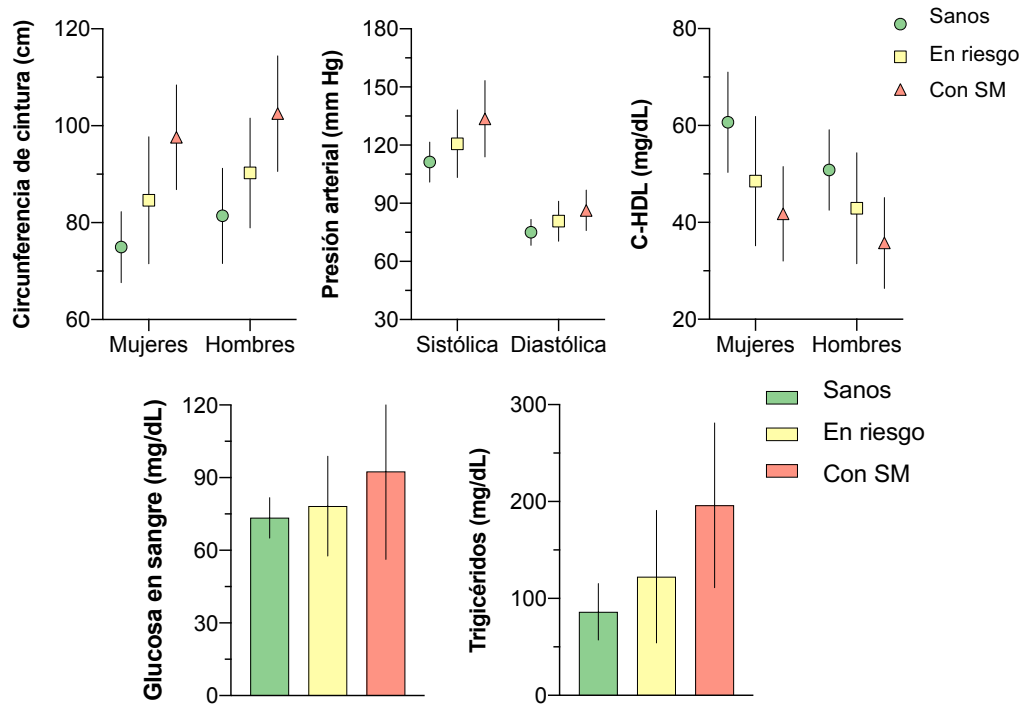 Circunferencia de cintura (cm)
120
100
80
60
Mujeres Hombres
Presión arterial (mm Hg)
180
150
120
90
60
30
Sistólica Diastólica
C-HDL (mg/dL)
80
60
40
20
Mujeres Hombres
Sanos
En riesgo
Con SM
Glucosa en sangre (mg/dL)
120
90
60
30
0
Trigicéridos (mg/dL)
300
200
100
0
Sanos
En riesgo
Con SM